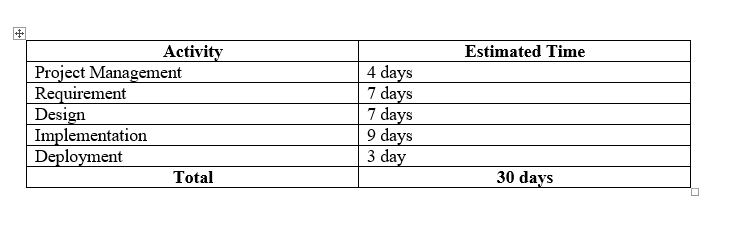 Activity Estimated Time
Project Management 4 days
Requirement 7 days
Design 7 days
Implementation 9 days
Deployment 3 day
Total 30 days